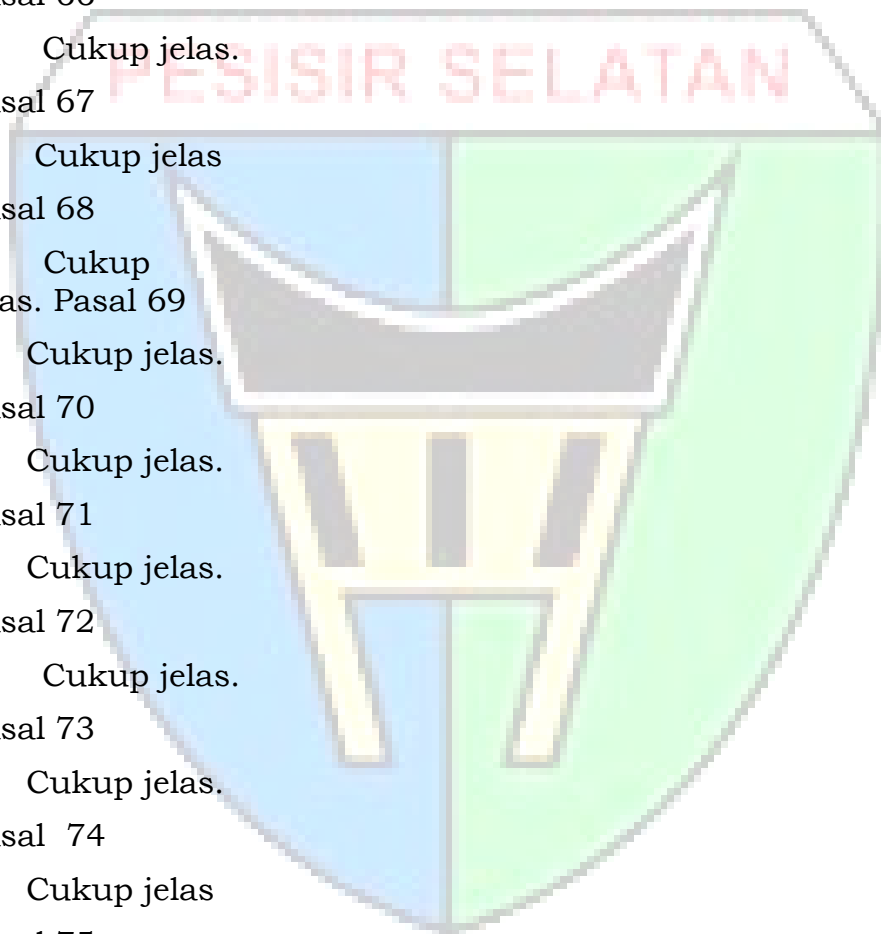 Cukup jelas.
PESISIR SELATAN
sal 67
Cukup jelas
sal 68
Cukup
as. Pasal 69
Cukup jelas.
sal 70
Cukup jelas.
sal 71
Cukup jelas.
sal 72
Cukup jelas.
sal 73
Cukup jelas.
sal 74
Cukup jelas